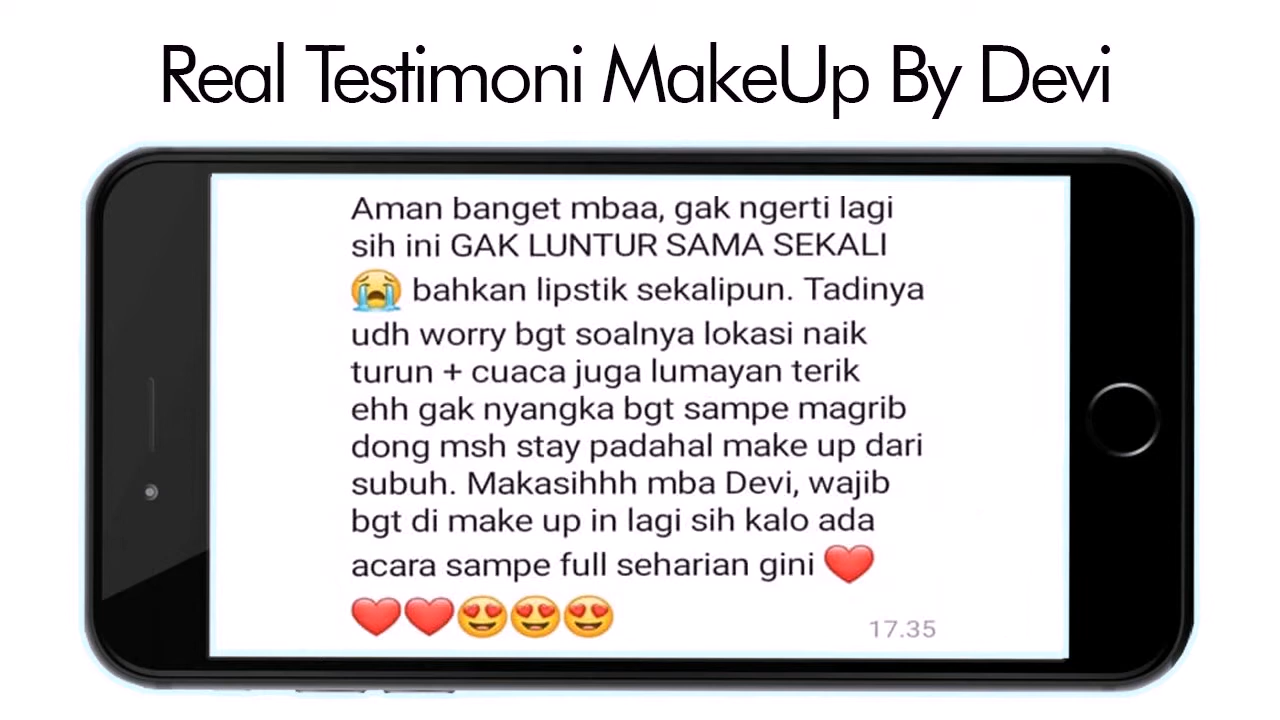 Real Testimoni MakeUp By Devi
Aman banget mbaa, gak ngerti lagi
sih ini GAK LUNTUR SAMA SEKALI
😭 bahkan lipstik sekalipun. Tadinya
udh worry bgt soalnya lokasi naik
turun + cuaca juga lumayan terik
ehh gak nyangka bgt sampe magrib
dong msh stay padahal make up dari
subuh. Makasihhh mba Devi, wajib
bgt di make up in lagi sih kalo ada
acara sampe full seharian gini ❤️
❤️❤️😍😍😍
17.35